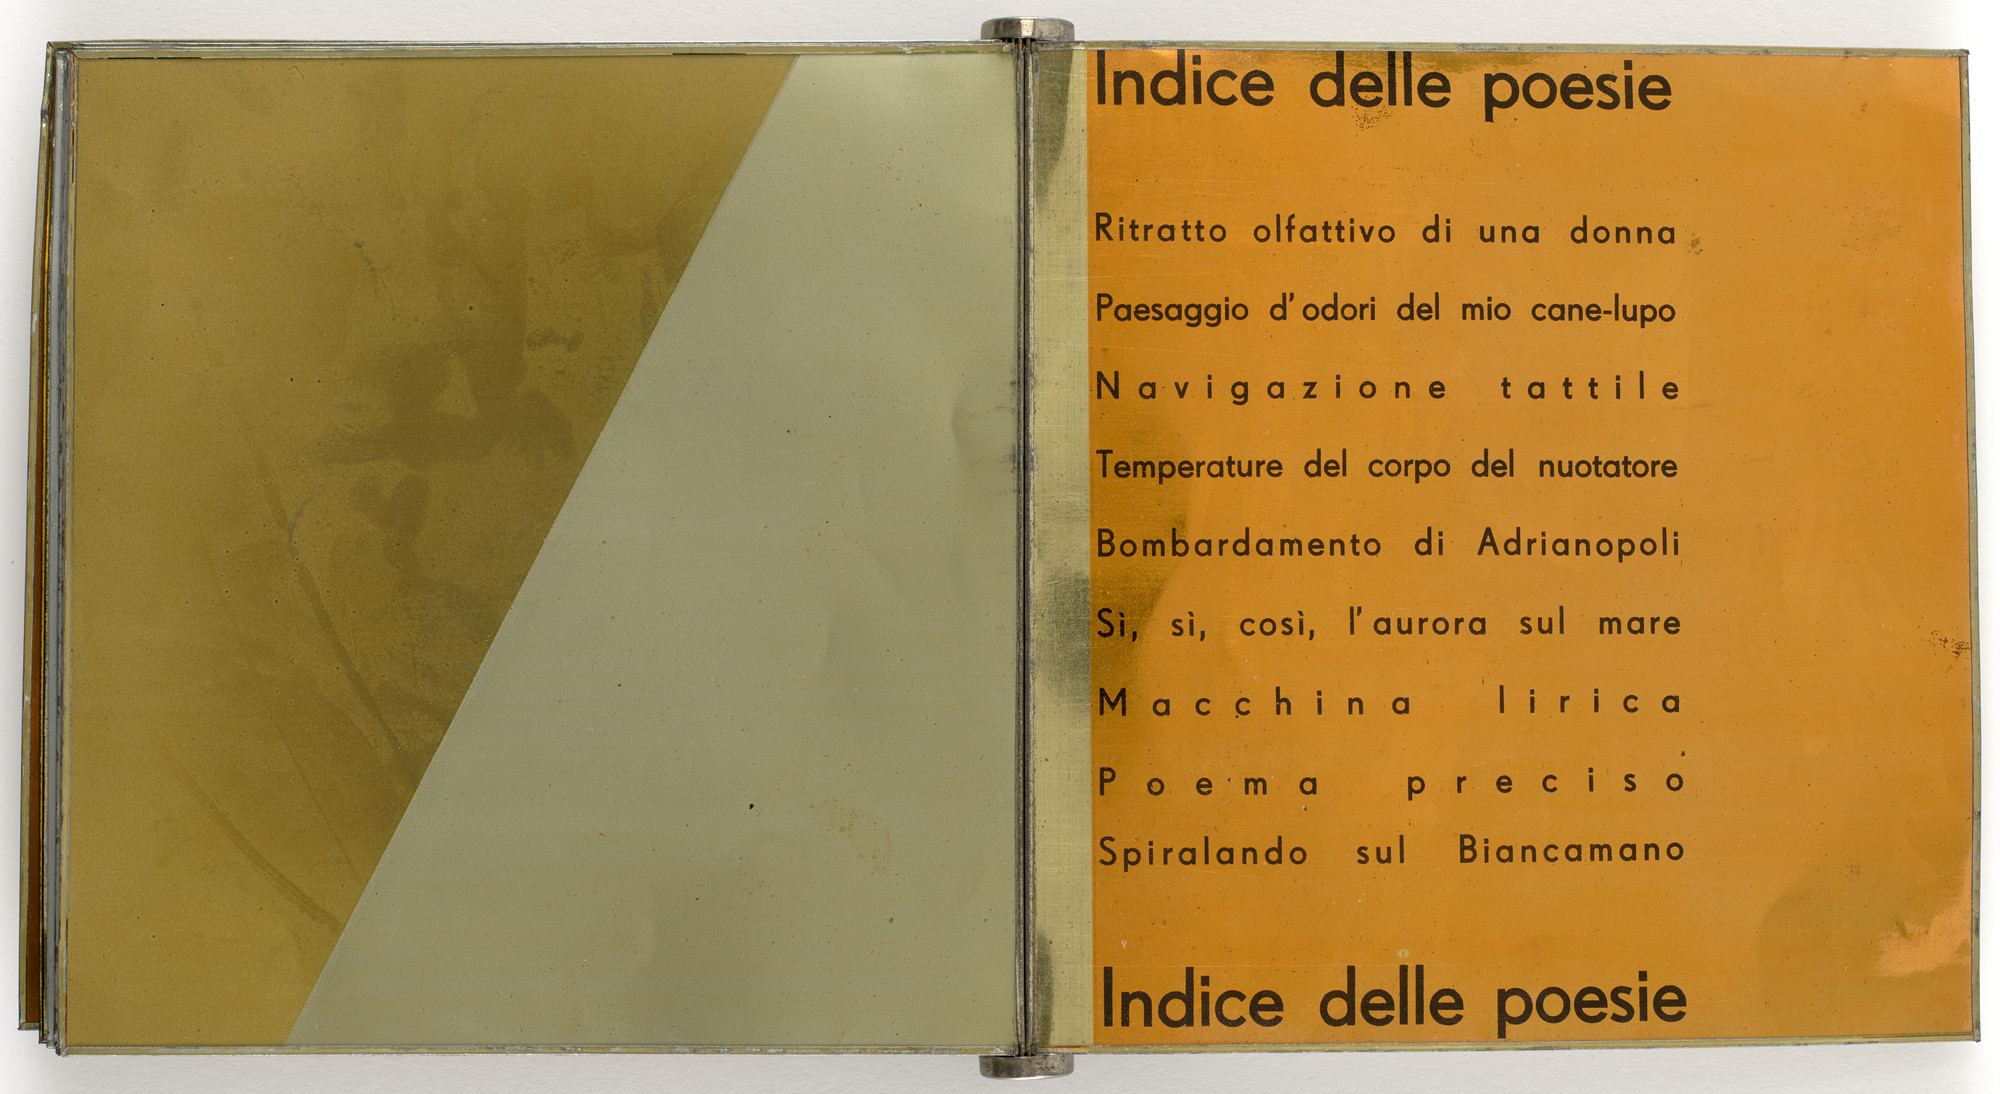 Indice delle poesie
Ritratto olfattivo di una donna
Paesaggio d'odori del mio cane-lupo
Navigazione tattile
Temperature del corpo del nuotatore
Bombardamento di Adrianopoli
Sì, sì, così, l'aurora sul mare
Macchina lirica
Poema preciso
Spiralando sul Biancamano
Indice delle poesie